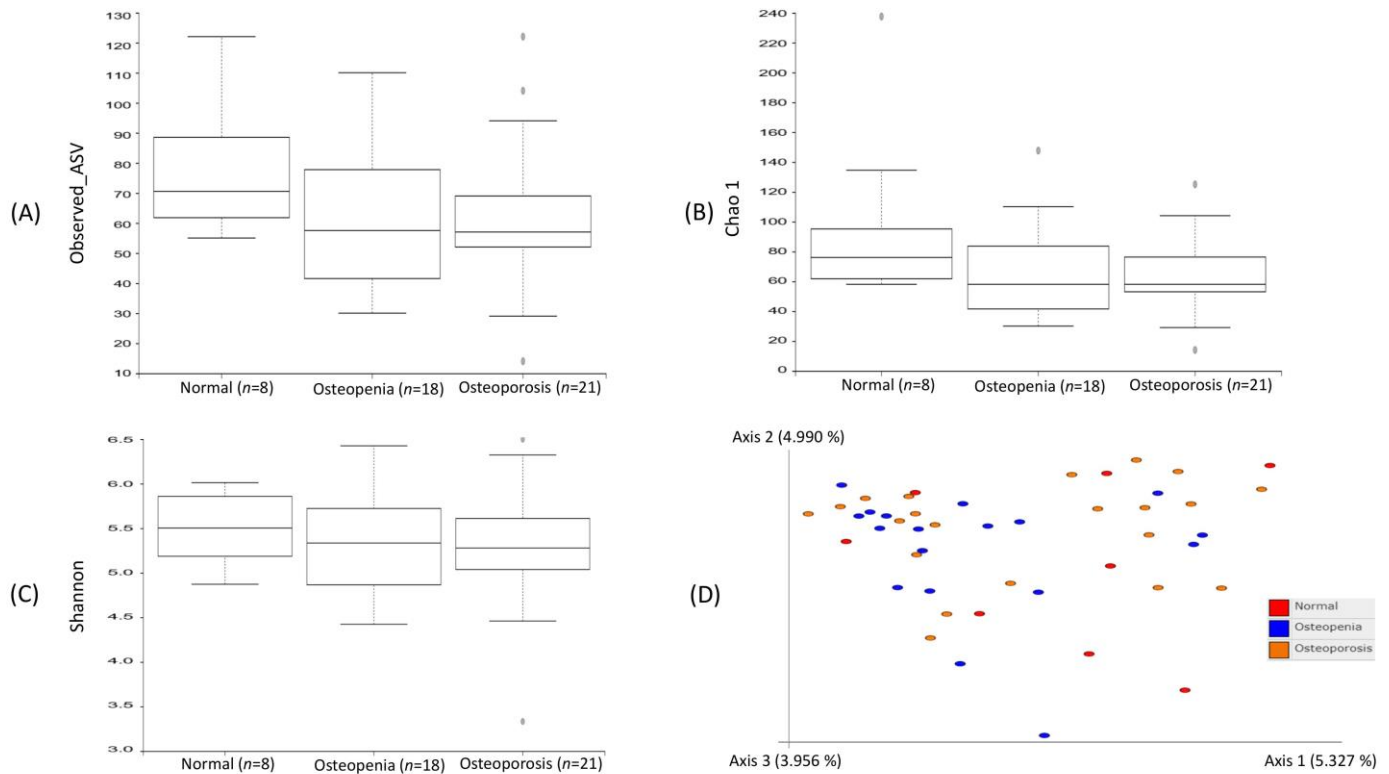 (A)
Observed_ASV
130
120
110
100
90
80
70
60
50
40
30
20
10
Normal (n=8)
Osteopenia (n=18)
Osteoporosis (n=21)
(B)
Chao 1
240
220
200
180
160
140
120
100
80
60
40
20
0
Normal (n=8)
Osteopenia (n=18)
Osteoporosis (n=21)
(C)
Shannon
6.5
6.0
5.5
5.0
4.5
4.0
3.5
3.0
Normal (n=8)
Osteopenia (n=18)
Osteoporosis (n=21)
(D)
Axis 2 (4.990 %)
Normal
Osteopenia
Osteoporosis
Axis 3 (3.956 %)
Axis 1 (5.327 %)